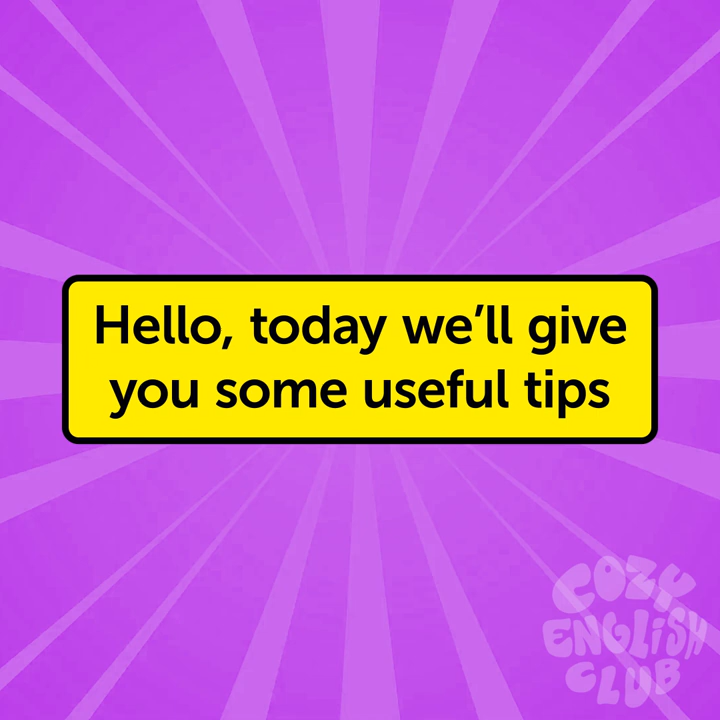 Hello, today we’ll give
you some useful tips
COZY
ENGLiSH
CLUB